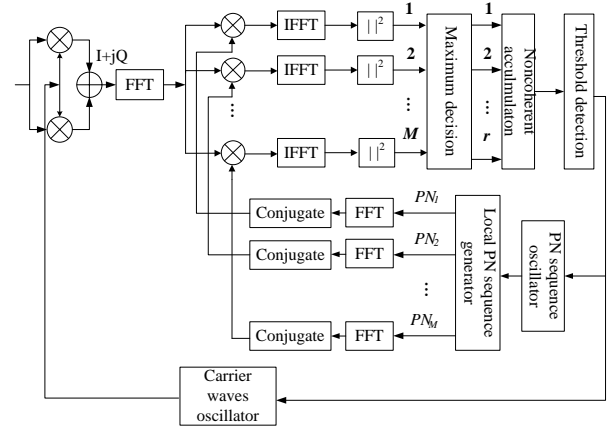 I+jQ
FFT
IFFT
| |²
1
IFFT
| |²
2
...
...
IFFT
| |²
M
Maximum decision
1
2
...
r
Noncoherent
acculmulaton
Threshold detection
Conjugate
FFT
PN1
Conjugate
FFT
PN2
...
Conjugate
FFT
PNM
Local PN sequence
generator
PN sequence
oscillator
Carrier
waves
oscillator